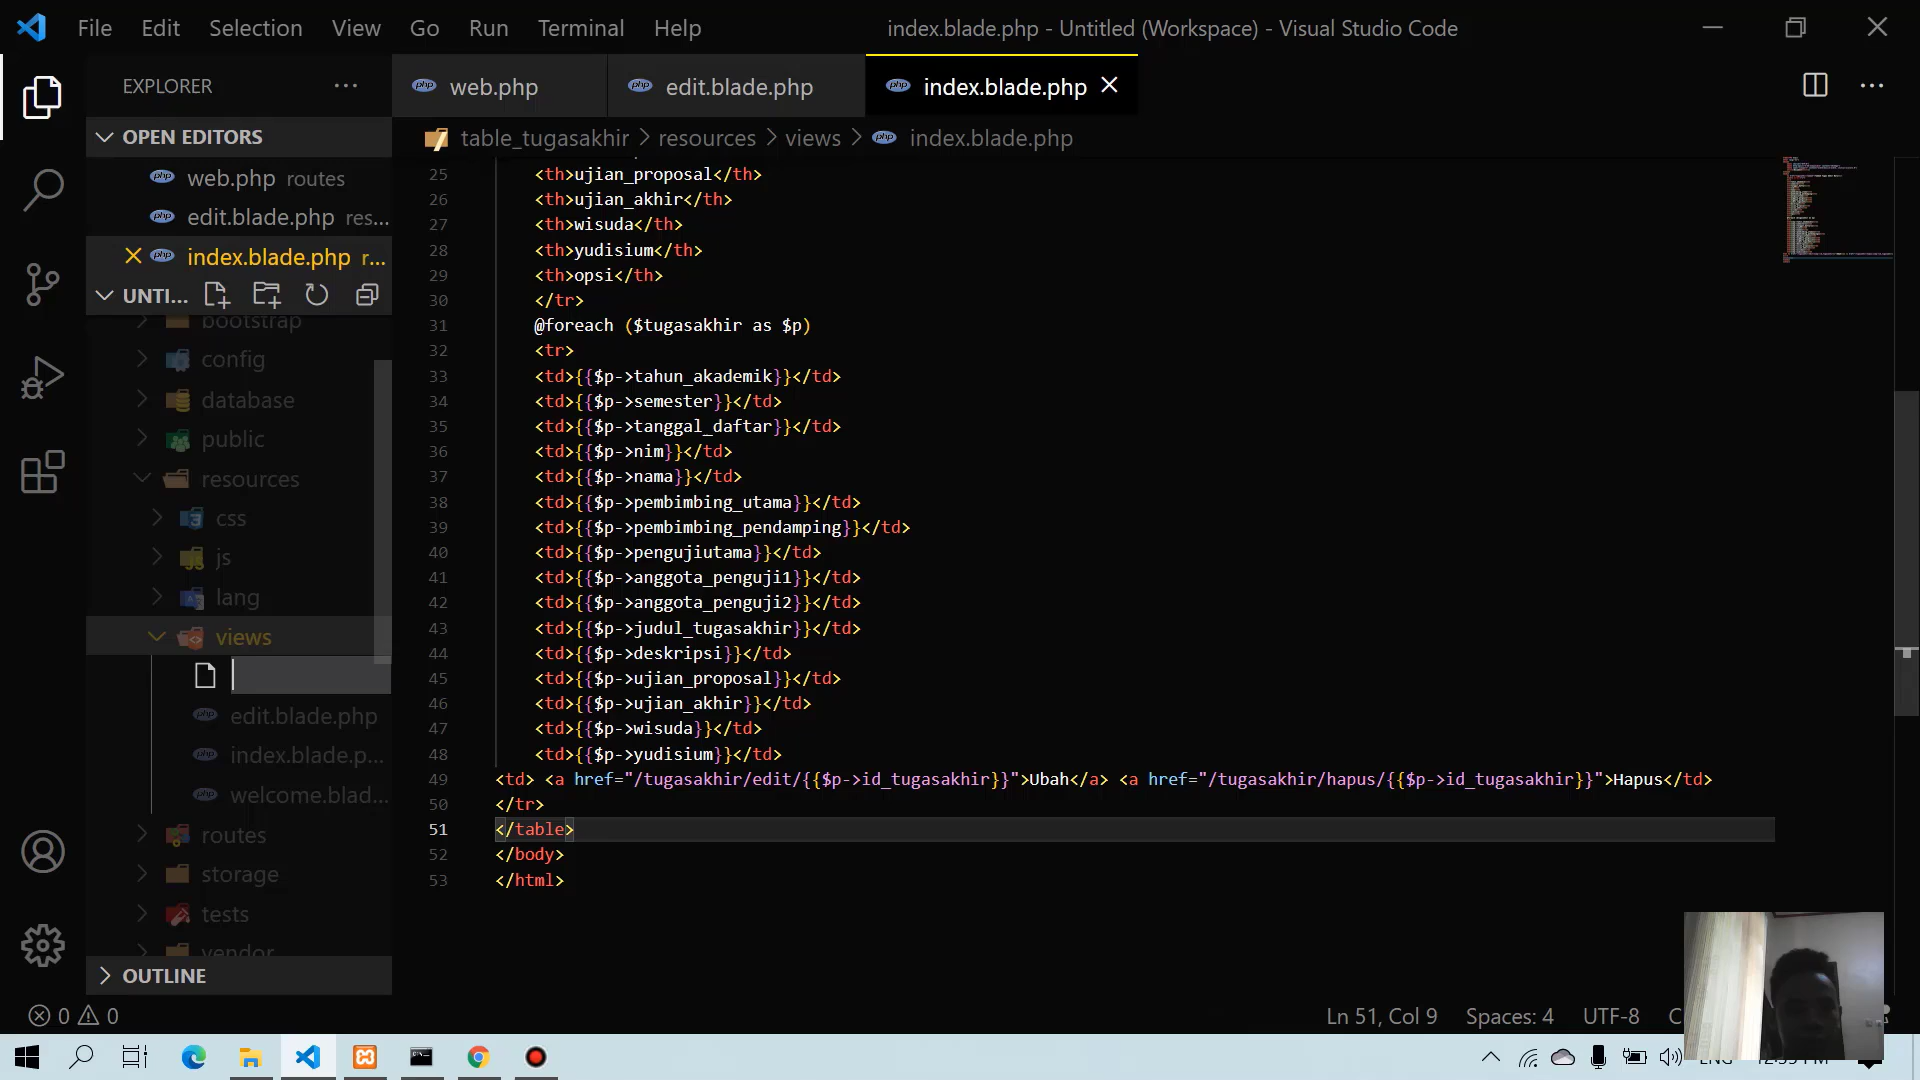 File Edit Selection View Go Run Terminal Help
index.blade.php - Untitled (Workspace) - Visual Studio Code
EXPLORER
web.php
edit.blade.php
index.blade.php
OPEN EDITORS
web.php routes
edit.blade.php res...
index.blade.php r...
UNTI...
bootstrap
config
database
public
resources
css
js
lang
views
edit.blade.php
index.blade.p...
welcome.blad...
routes
storage
tests
vendor
OUTLINE
table_tugasakhir > resources > views > index.blade.php
25 <th>ujian_proposal</th>
26 <th>ujian_akhir</th>
27 <th>wisuda</th>
28 <th>yudisium</th>
29 <th>opsi</th>
30 </tr>
31 @foreach ($tugasakhir as $p)
32 <tr>
33 <td>{{$p->tahun_akademik}}</td>
34 <td>{{$p->semester}}</td>
35 <td>{{$p->tanggal_daftar}}</td>
36 <td>{{$p->nim}}</td>
37 <td>{{$p->nama}}</td>
38 <td>{{$p->pembimbing_utama}}</td>
39 <td>{{$p->pembimbing_pendamping}}</td>
40 <td>{{$p->pengujiutama}}</td>
41 <td>{{$p->anggota_penguji1}}</td>
42 <td>{{$p->anggota_penguji2}}</td>
43 <td>{{$p->judul_tugasakhir}}</td>
44 <td>{{$p->deskripsi}}</td>
45 <td>{{$p->ujian_proposal}}</td>
46 <td>{{$p->ujian_akhir}}</td>
47 <td>{{$p->wisuda}}</td>
48 <td>{{$p->yudisium}}</td>
49 <td> <a href="/tugasakhir/edit/{{$p->id_tugasakhir}}">Ubah</a> <a href="/tugasakhir/hapus/{{$p->id_tugasakhir}}">Hapus</td>
50 </tr>
51 </table>
52 </body>
53 </html>
0 0
Ln 51, Col 9 Spaces: 4 UTF-8 C